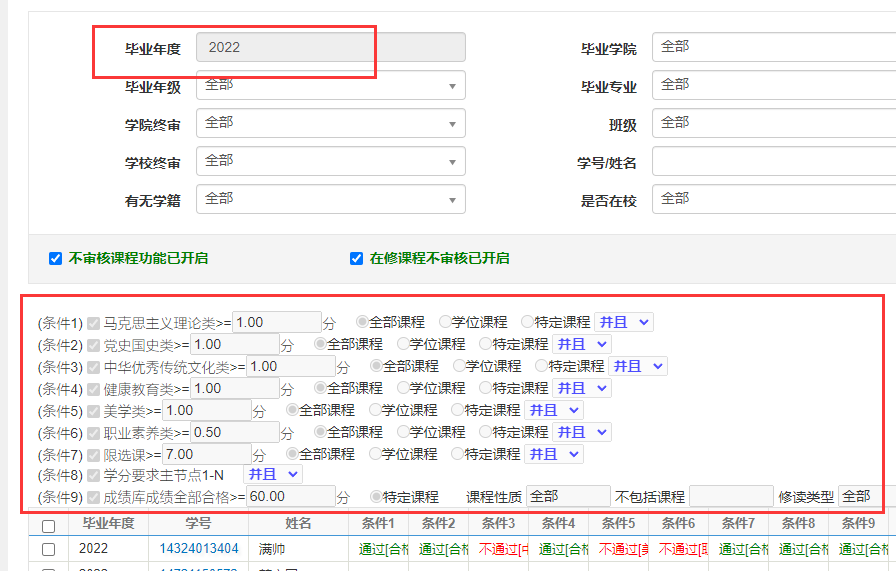 毕业年度 2022 毕业学院 全部
毕业年级 全部 毕业专业 全部
学院终审 全部 班级 全部
学校终审 全部 学号/姓名
有无学籍 全部 是否在校 全部
不审核课程功能已开启 在修课程不审核已开启
(条件1) 马克思主义理论类>= 1.00 分 全部课程 学位课程 特定课程 并且
(条件2) 党史国史类>= 1.00 分 全部课程 学位课程 特定课程 并且
(条件3) 中华优秀传统文化类>= 1.00 分 全部课程 学位课程 特定课程 并且
(条件4) 健康教育类>= 1.00 分 全部课程 学位课程 特定课程 并且
(条件5) 美学类>= 1.00 分 全部课程 学位课程 特定课程 并且
(条件6) 职业素养类>= 0.50 分 全部课程 学位课程 特定课程 并且
(条件7) 限选课>= 7.00 分 全部课程 学位课程 特定课程 并且
(条件8) 学分要求主节点1-N 并且
(条件9) 成绩库成绩全部合格>= 60.00 分 特定课程 课程性质 全部 不包括课程 修读类型 全部
毕业年度 学号 姓名 条件1 条件2 条件3 条件4 条件5 条件6 条件7 条件8 条件9
2022 14324013404 满帅 通过[合格 通过[合格 不通过[中 通过[合格 不通过[美 不通过[职 通过[合格 通过[合格 通过[合格